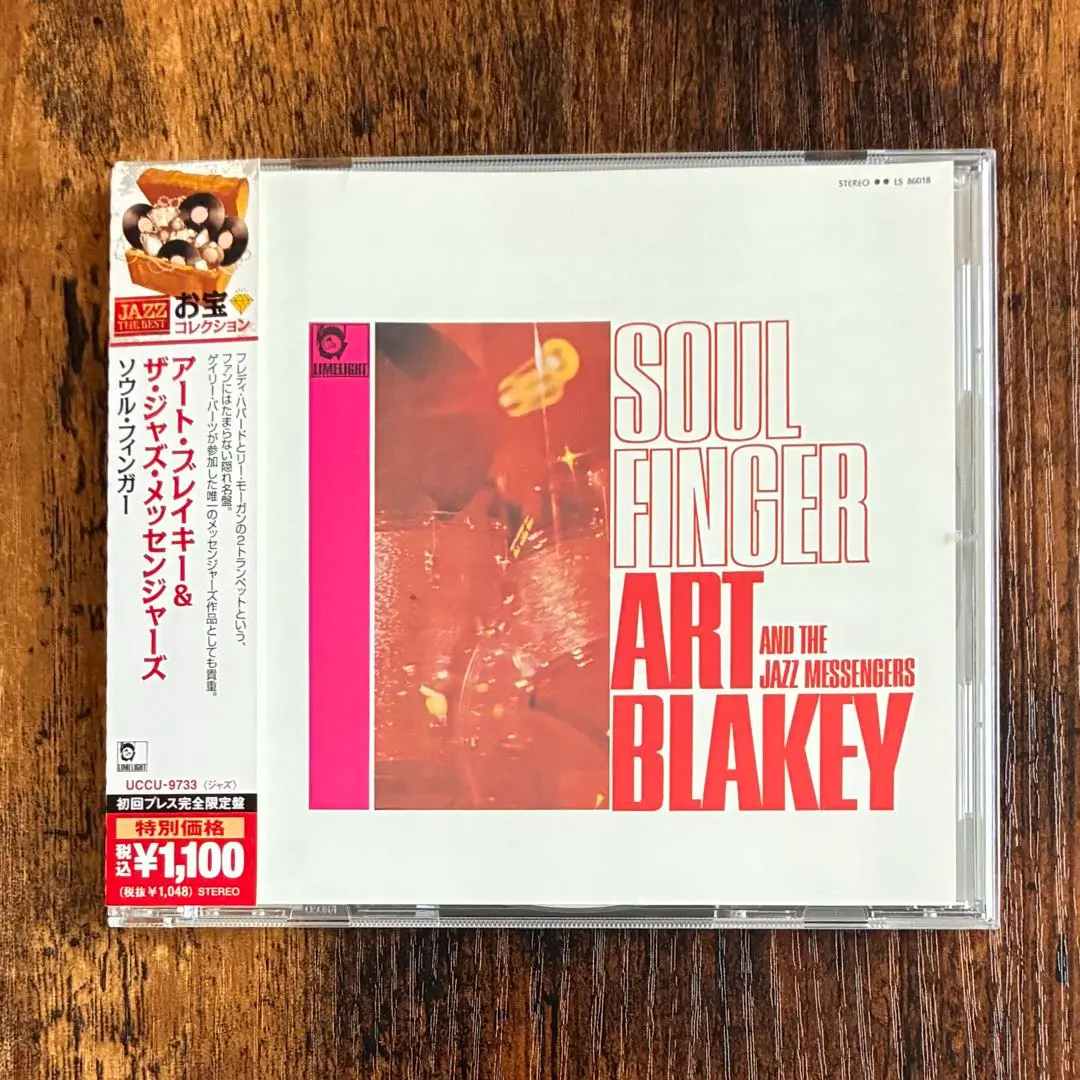 JAZZ
THE BEST
お宝
コレクション
アート・ブレイキー&
ザ・ジャズ・メッセンジャーズ
ソウル・フィンガー
フレディ・ハバードとリー・モーガンの2トランペットという、
ファンにはたまらない隠れ名盤。
ゲイリー・バーツが参加した唯一のメッセンジャーズ作品としても貴重。
LIMELIGHT
UCCU-9733〈ジャズ〉
初回プレス完全限定盤
特別価格
税込¥1,100
(税抜¥1,048) STEREO
STEREO ●● LS 86018
LIMELIGHT
SOUL
FINGER
ART
AND THE
JAZZ MESSENGERS
BLAKEY